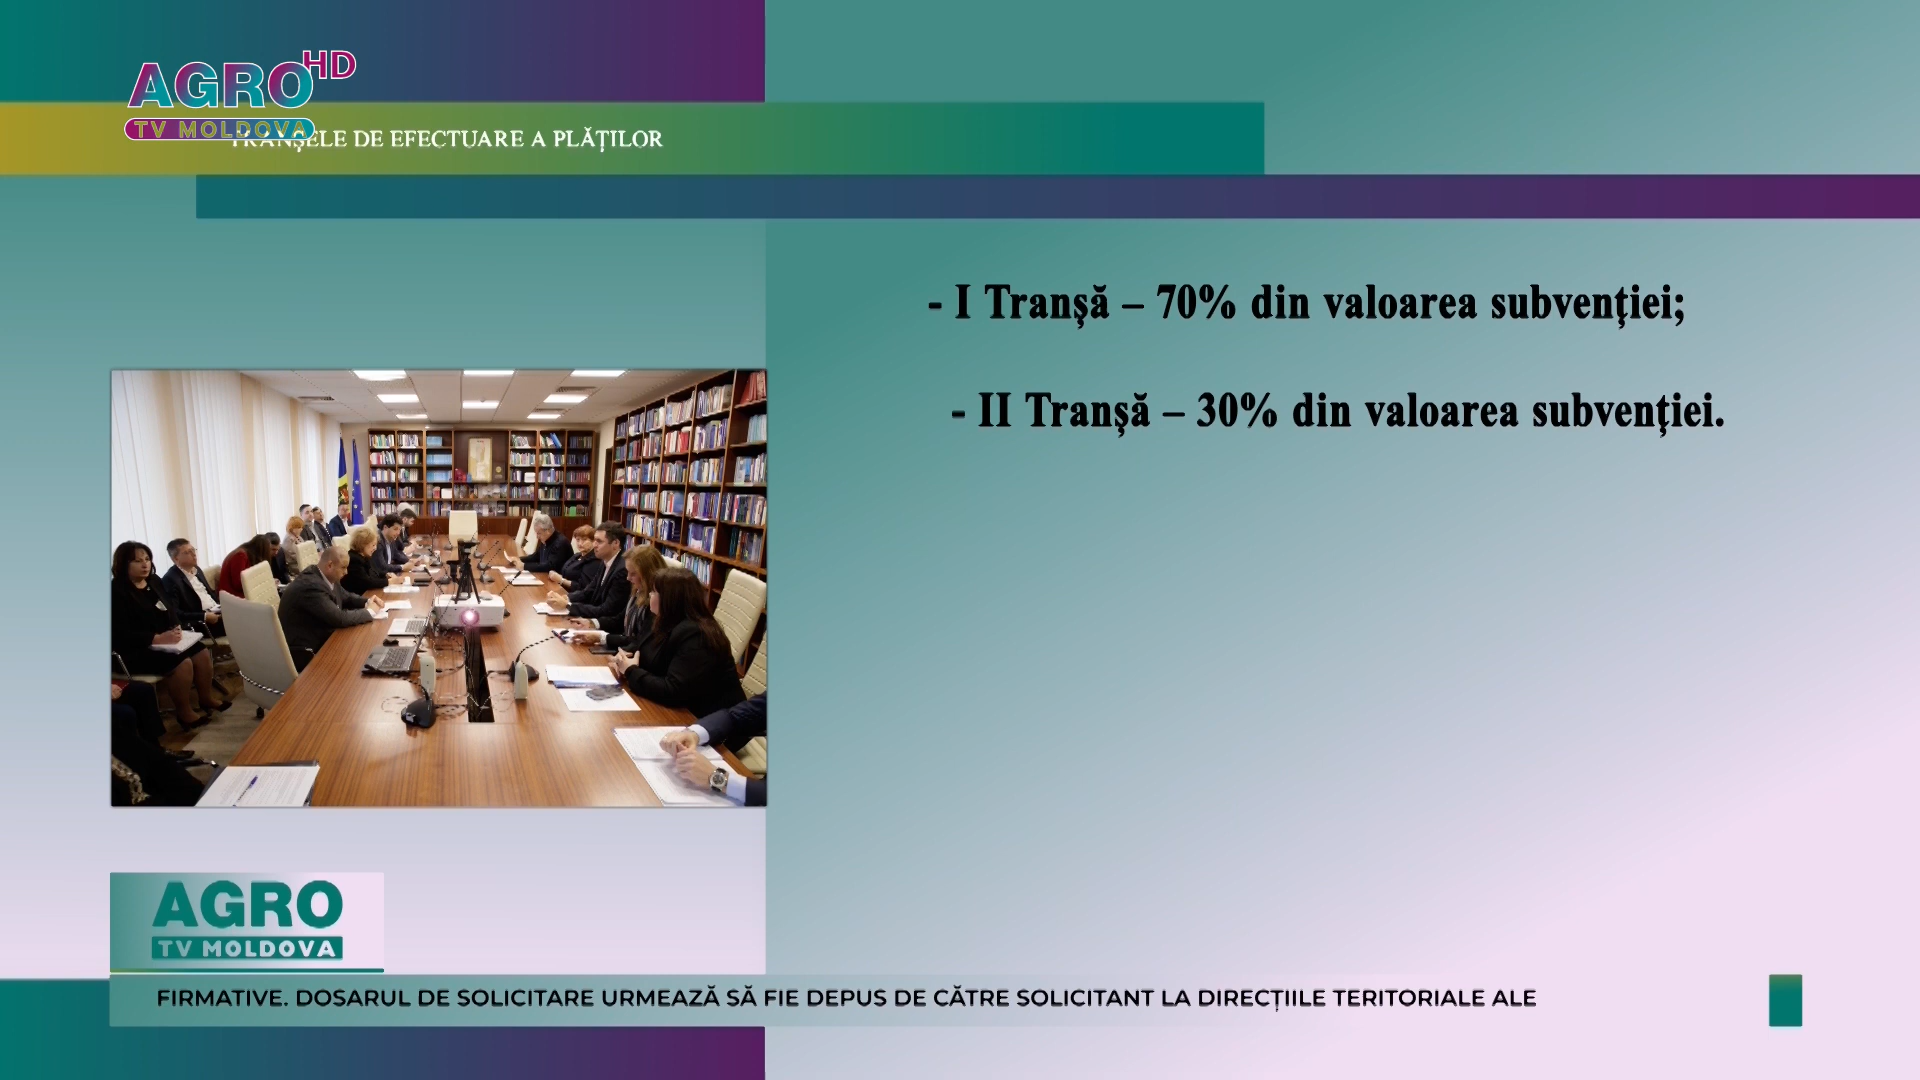 AGRO HD
TV MOLDOVA
TRANȘELE DE EFECTUARE A PLĂȚILOR
- I Tranşă – 70% din valoarea subvenţiei;
- II Tranşă – 30% din valoarea subvenţiei.
AGRO
TV MOLDOVA
FIRMATIVE. DOSARUL DE SOLICITARE URMEAZĂ SĂ FIE DEPUS DE CĂTRE SOLICITANT LA DIRECȚIILE TERITORIALE ALE